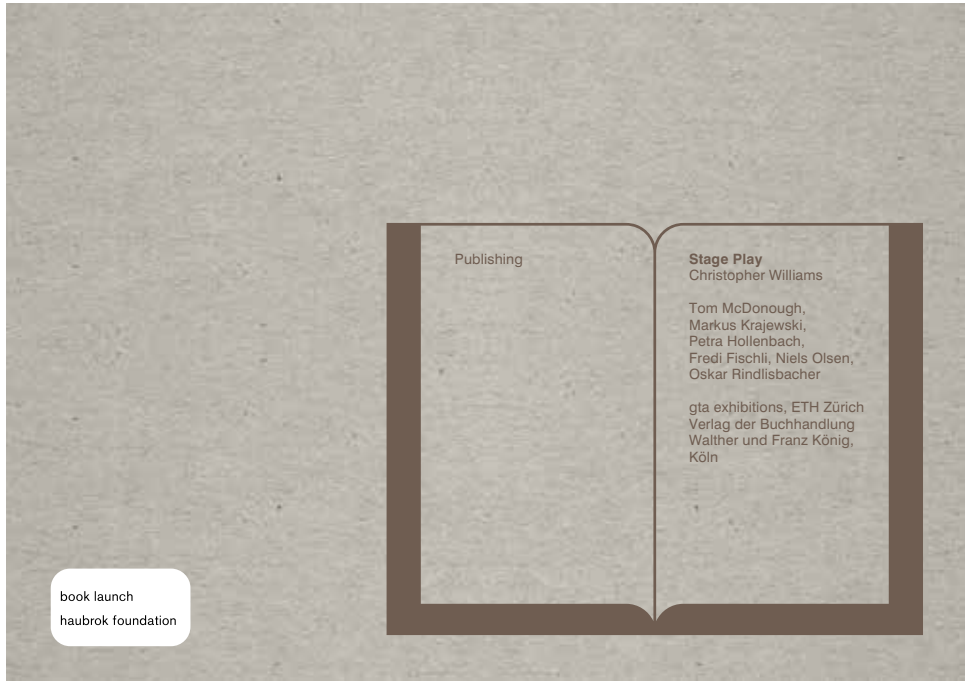 Publishing
Stage Play
Christopher Williams
Tom McDonough,
Markus Krajewski,
Petra Hollenbach,
Fredi Fischli, Niels Olsen,
Oskar Rindlisbacher
gta exhibitions, ETH Zürich
Verlag der Buchhandlung
Walther und Franz König,
Köln
book launch
haubrok foundation